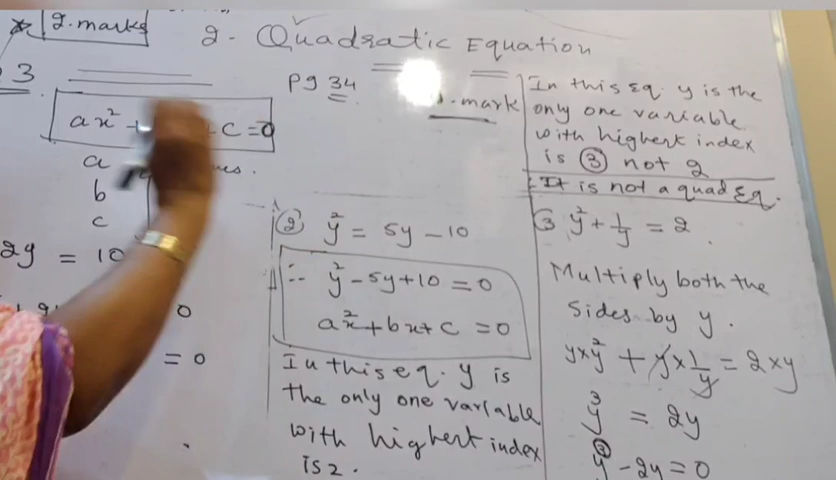 2. marks
2 - Quadratic Equation
3
Pg 34
ax² + + c = 0
a
b
c
2y = 10
0
= 0
. mark
② y² = 5y - 10
∴ y² - 5y + 10 = 0
ax² + bx + c = 0
In this eq. y is
the only one variable
with highest index
is 2.
In this Eq. y is the
only one variable
with highest index
is ③ not 2
∴ It is not a quad Eq.
③ y² + 1/y = 2
Multiply both the
sides by y.
y×y² + y×1/y = 2×y
y³ = 2y
y³ - 2y = 0